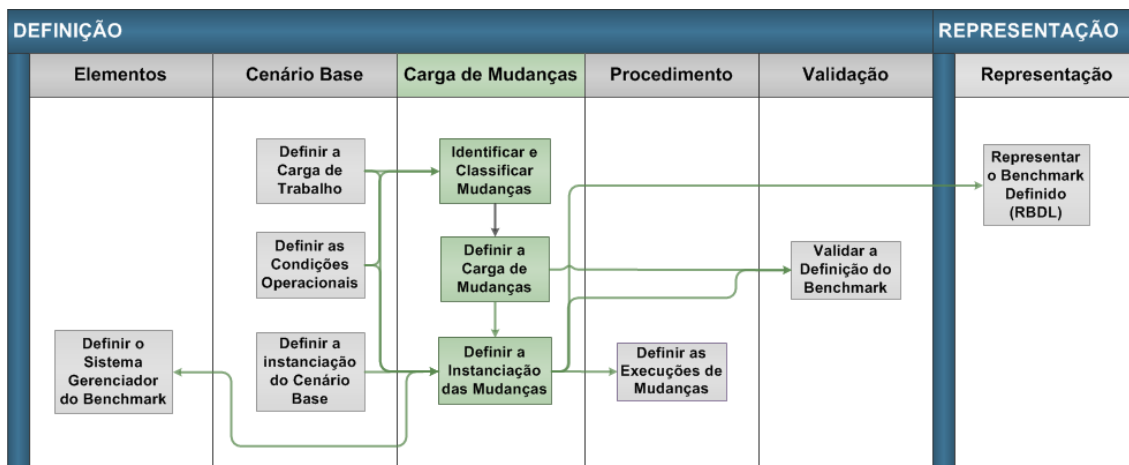 DEFINIÇÃO
REPRESENTAÇÃO
Elementos
Cenário Base
Carga de Mudanças
Procedimento
Validação
Representação
Definir a
Carga de
Trabalho
Identificar e
Classificar
Mudanças
Representar
o Benchmark
Definido
(RBDL)
Definir as
Condições
Operacionais
Definir a
Carga de
Mudanças
Validar a
Definição do
Benchmark
Definir o
Sistema
Gerenciador
do Benchmark
Definir a
instanciação
do Cenário
Base
Definir a
Instanciação
das Mudanças
Definir as
Execuções de
Mudanças